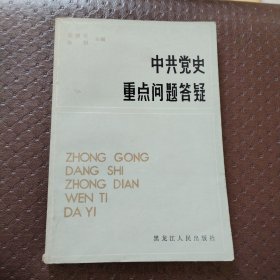 中共党史
重点问题答疑
ZHONG GONG
DANG SHI
ZHONG DIAN
WEN TI
DA YI
黑龙江人民出版社